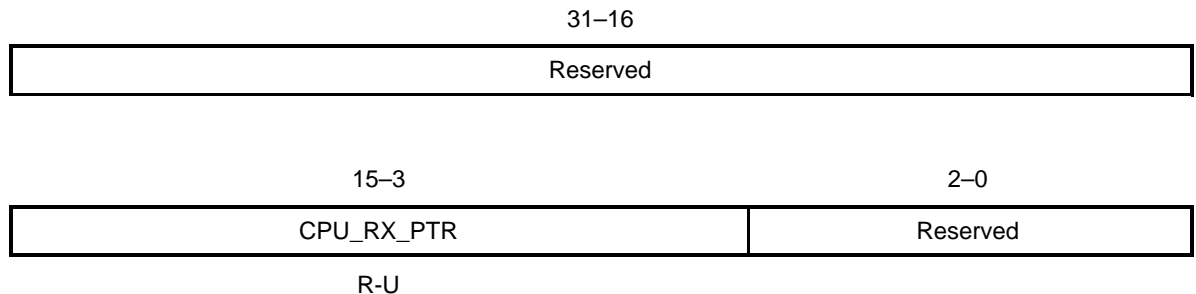 31–16
Reserved
15–3 2–0
CPU_RX_PTR Reserved
R-U